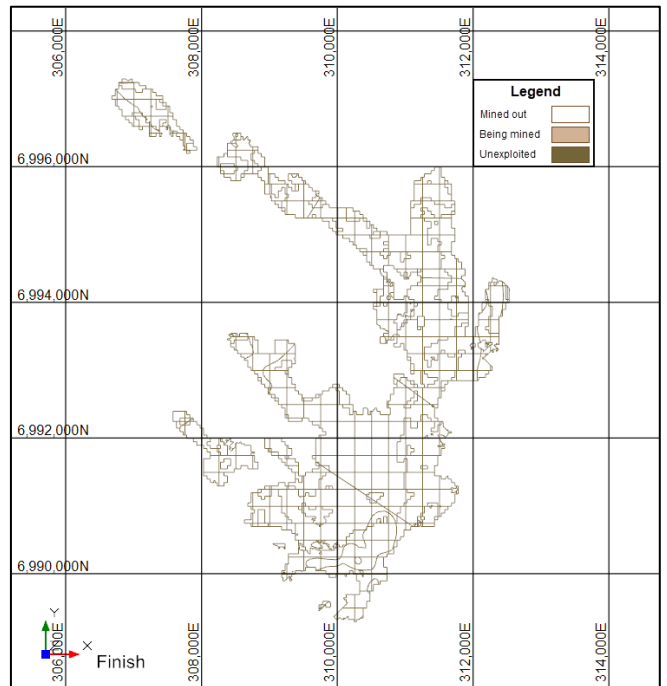 306,000E
308,000E
310,000E
312,000E
314,000E
Legend
Mined out
Being mined
Unexploited
6,996,000N
6,994,000N
6,992,000N
6,990,000N
306,000E
308,000E
310,000E
312,000E
314,000E
Y
X
Finish